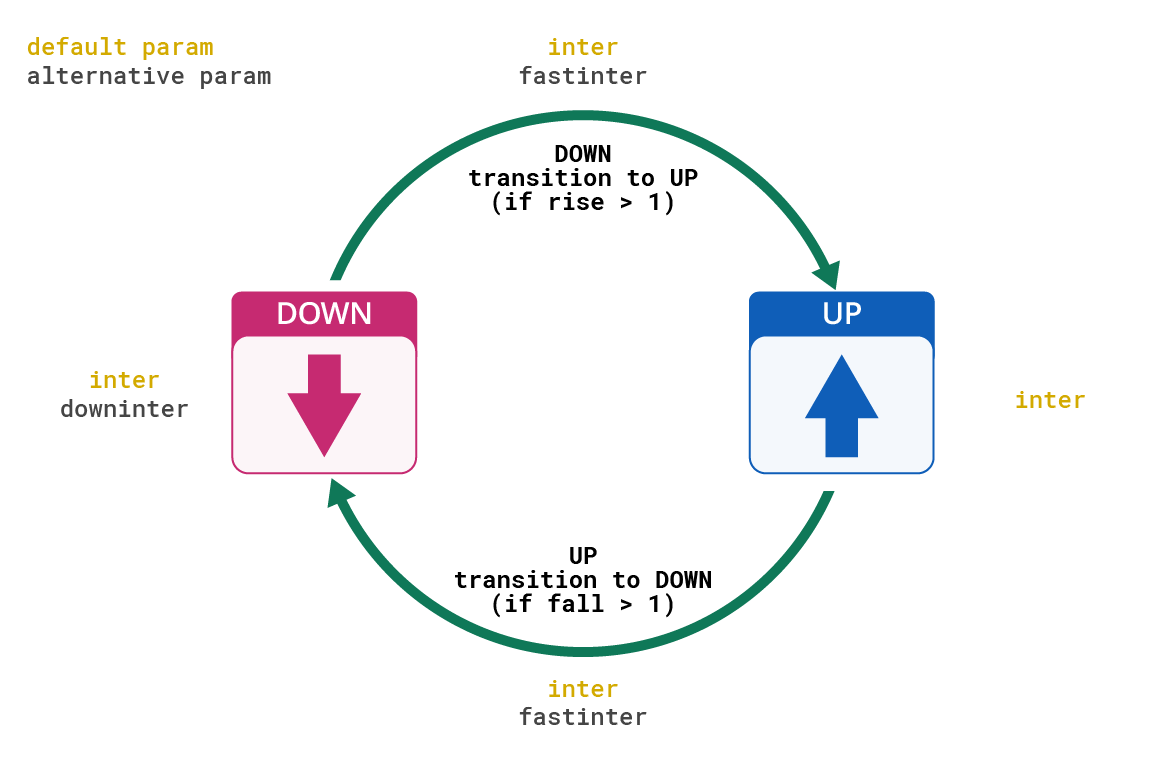 default param
alternative param
inter
fastinter
DOWN
transition to UP
(if rise > 1)
DOWN
UP
inter
downinter
inter
UP
transition to DOWN
(if fall > 1)
inter
fastinter